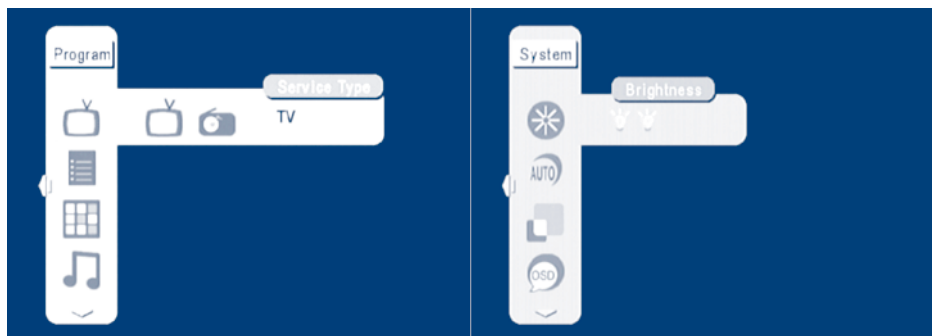 Program
Service Type
TV
System
Brightness
AUTO
OSD